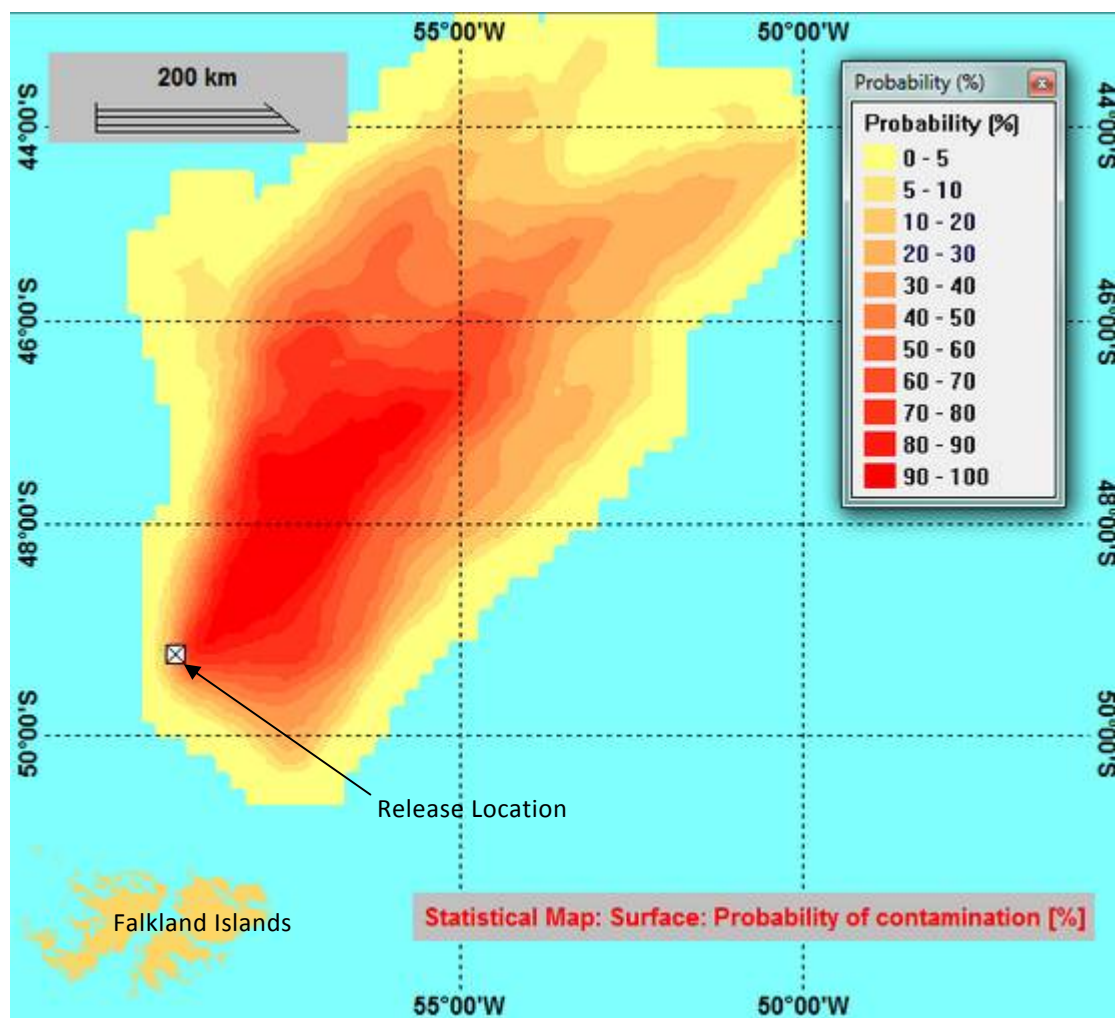 55°00'W
50°00'W
200 km
44°00'S
44°00'S
Probability (%)
Probability [%]
0 - 5
5 - 10
10 - 20
20 - 30
30 - 40
40 - 50
50 - 60
60 - 70
70 - 80
80 - 90
90 - 100
46°00'S
46°00'S
48°00'S
48°00'S
50°00'S
50°00'S
Release Location
Falkland Islands
Statistical Map: Surface: Probability of contamination [%]
55°00'W
50°00'W